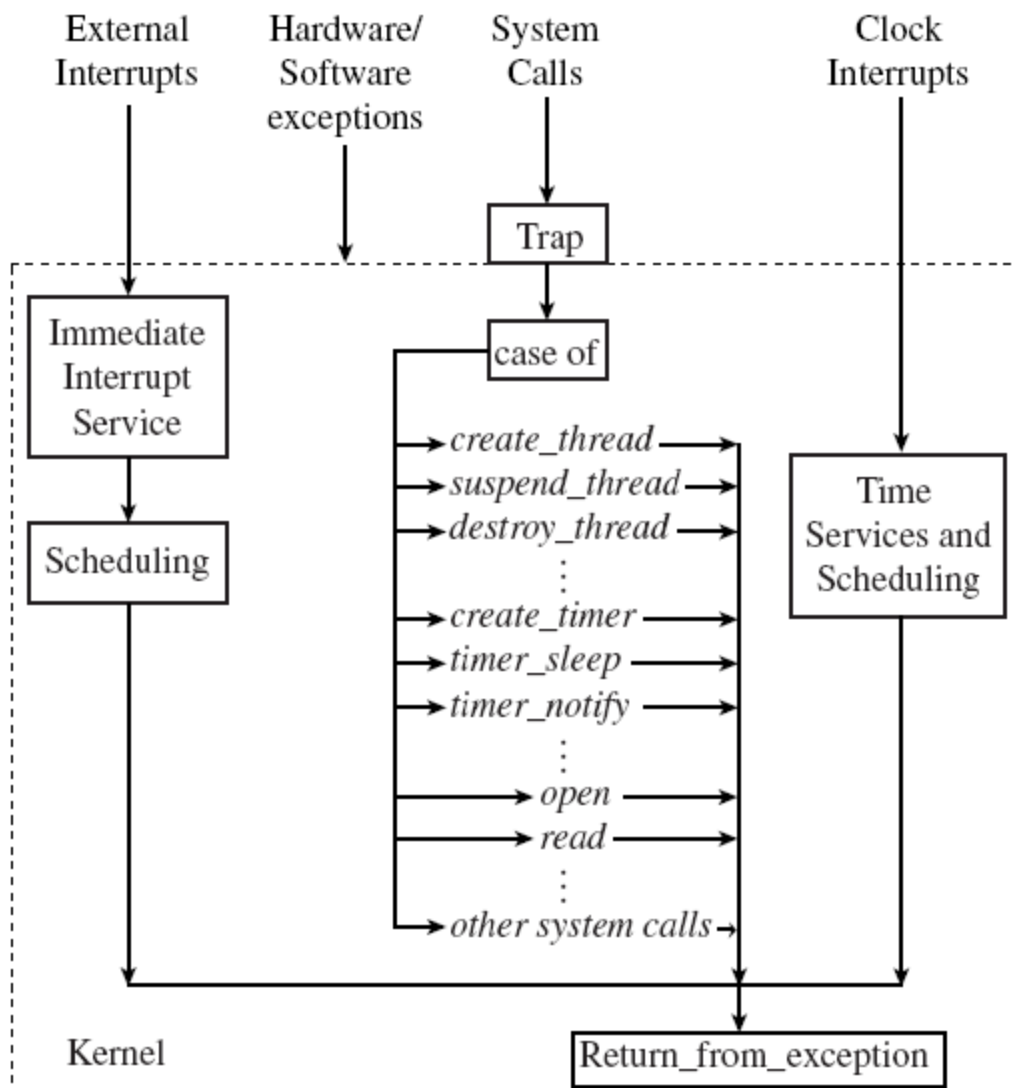 External
Interrupts
Hardware/
Software
exceptions
System
Calls
Clock
Interrupts
Trap
Immediate
Interrupt
Service
case of
create_thread
suspend_thread
destroy_thread
Time
Services and
Scheduling
Scheduling
⋮
create_timer
timer_sleep
timer_notify
⋮
open
read
⋮
other system calls
Kernel
Return_from_exception